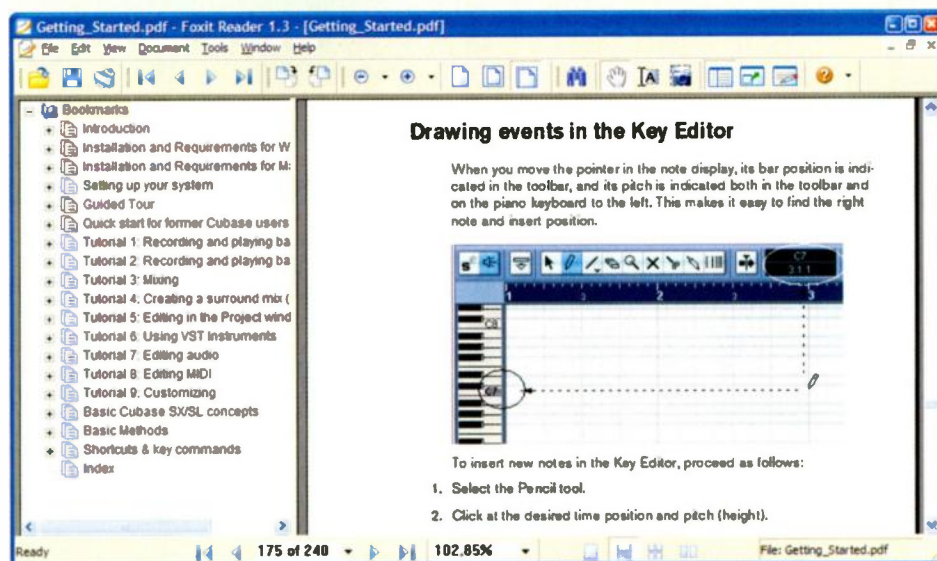 Getting_Started.pdf - Foxit Reader 1.3 - [Getting_Started.pdf]
File Edit View Document Tools Window Help
Bookmarks
Introduction
Installation and Requirements for W
Installation and Requirements for Ma
Setting up your system
Guided Tour
Quick start for former Cubase users
Tutorial 1: Recording and playing ba
Tutorial 2: Recording and playing ba
Tutorial 3: Mixing
Tutorial 4: Creating a surround mix (
Tutorial 5: Editing in the Project wind
Tutorial 6: Using VST Instruments
Tutorial 7: Editing audio
Tutorial 8: Editing MIDI
Tutorial 9: Customizing
Basic Cubase SX/SL concepts
Basic Methods
Shortcuts & key commands
Index
Drawing events in the Key Editor
When you move the pointer in the note display, its bar position is indi-
cated in the toolbar, and its pitch is indicated both in the toolbar and
on the piano keyboard to the left. This makes it easy to find the right
note and insert position.
C7
3.1.1
1 3 2 3 3
C8
C7
To insert new notes in the Key Editor, proceed as follows:
1. Select the Pencil tool.
2. Click at the desired time position and pitch (height).
Ready 175 of 240 102,85% File: Getting_Started.pdf